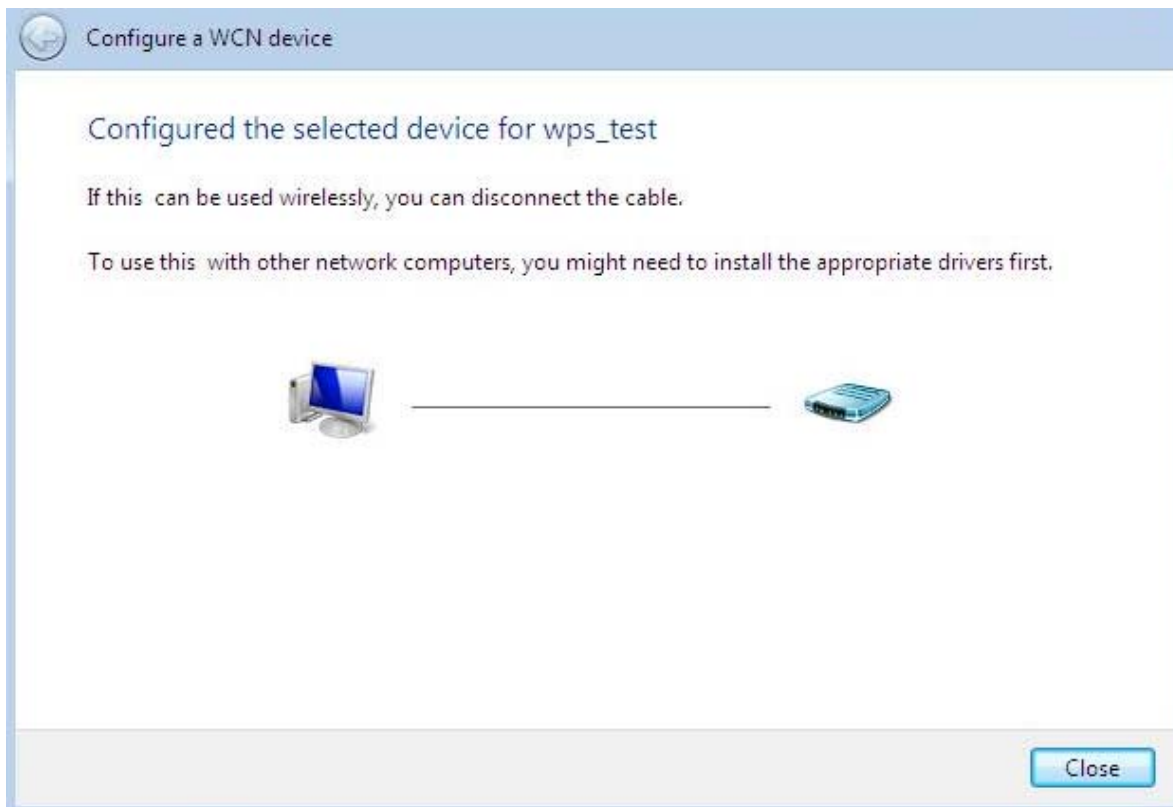 Configure a WCN device
Configured the selected device for wps_test
If this  can be used wirelessly, you can disconnect the cable.
To use this  with other network computers, you might need to install the appropriate drivers first.
Close